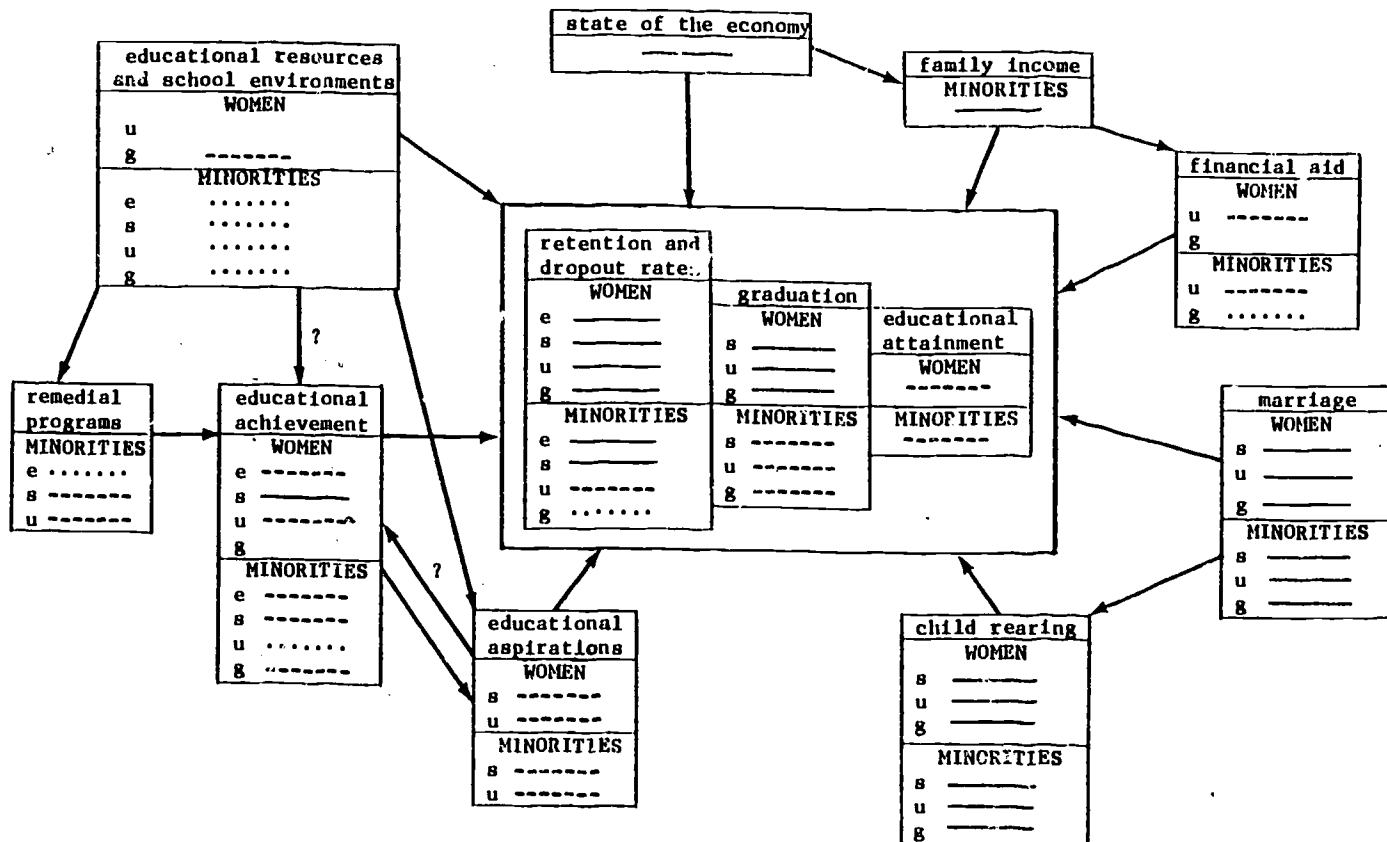 state of the economy
educational resources
and school environments
WOMEN
u
g
MINORITIES
e
s
u
g
family income
MINORITIES
financial aid
WOMEN
u
g
MINORITIES
u
g
retention and
dropout rate
WOMEN
e
s
u
g
MINORITIES
e
s
u
g
graduation
WOMEN
s
u
g
MINORITIES
s
u
g
educational
attainment
WOMEN
MINORITIES
?
remedial
programs
MINORITIES
e
s
u
educational
achievement
WOMEN
e
s
u
g
MINORITIES
e
s
u
g
?
educational
aspirations
WOMEN
s
u
MINORITIES
s
u
marriage
WOMEN
s
u
g
MINORITIES
s
u
g
child rearing
WOMEN
s
u
g
MINORITIES
s
u
g